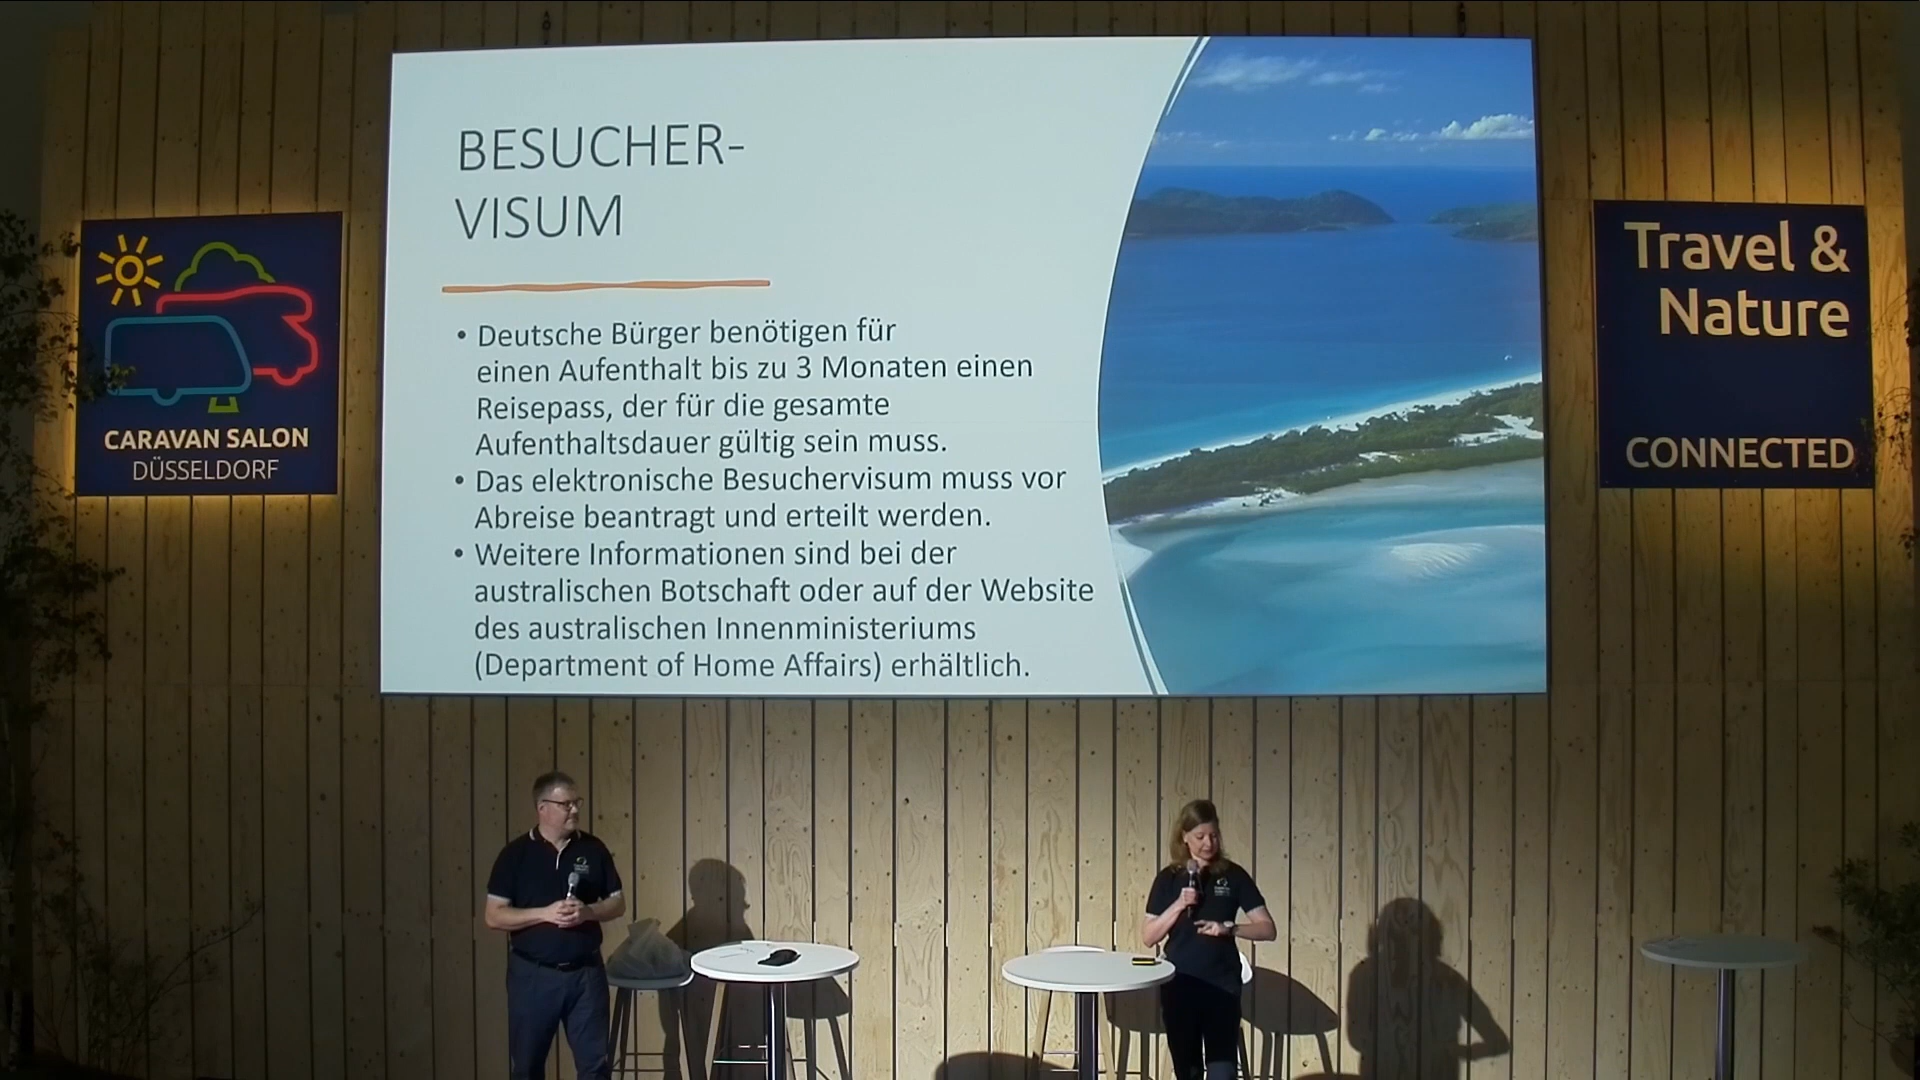 BESUCHER-
VISUM
• Deutsche Bürger benötigen für
einen Aufenthalt bis zu 3 Monaten einen
Reisepass, der für die gesamte
Aufenthaltsdauer gültig sein muss.
• Das elektronische Besuchervisum muss vor
Abreise beantragt und erteilt werden.
• Weitere Informationen sind bei der
australischen Botschaft oder auf der Website
des australischen Innenministeriums
(Department of Home Affairs) erhältlich.
CARAVAN SALON
DÜSSELDORF
Travel &
Nature
CONNECTED